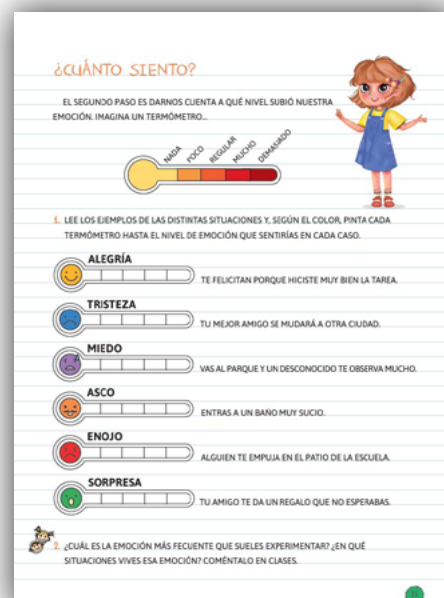 ¿CUÁNTO SIENTO?
EL SEGUNDO PASO ES DARNOS CUENTA A QUÉ NIVEL SUBIÓ NUESTRA
EMOCIÓN. IMAGINA UN TERMÓMETRO...
NADA
POCO
REGULAR
MUCHO
DEMASIADO
1. LEE LOS EJEMPLOS DE LAS DISTINTAS SITUACIONES Y, SEGÚN EL COLOR, PINTA CADA
TERMÓMETRO HASTA EL NIVEL DE EMOCIÓN QUE SENTIRÍAS EN CADA CASO.
ALEGRÍA
TE FELICITAN PORQUE HICISTE MUY BIEN LA TAREA.
TRISTEZA
TU MEJOR AMIGO SE MUDARÁ A OTRA CIUDAD.
MIEDO
VAS AL PARQUE Y UN DESCONOCIDO TE OBSERVA MUCHO.
ASCO
ENTRAS A UN BAÑO MUY SUCIO.
ENOJO
ALGUIEN TE EMPUJA EN EL PATIO DE LA ESCUELA.
SORPRESA
TU AMIGO TE DA UN REGALO QUE NO ESPERABAS.
2. ¿CUÁL ES LA EMOCIÓN MÁS FECUENTE QUE SUELES EXPERIMENTAR? ¿EN QUÉ
SITUACIONES VIVES ESA EMOCIÓN? COMÉNTALO EN CLASES.